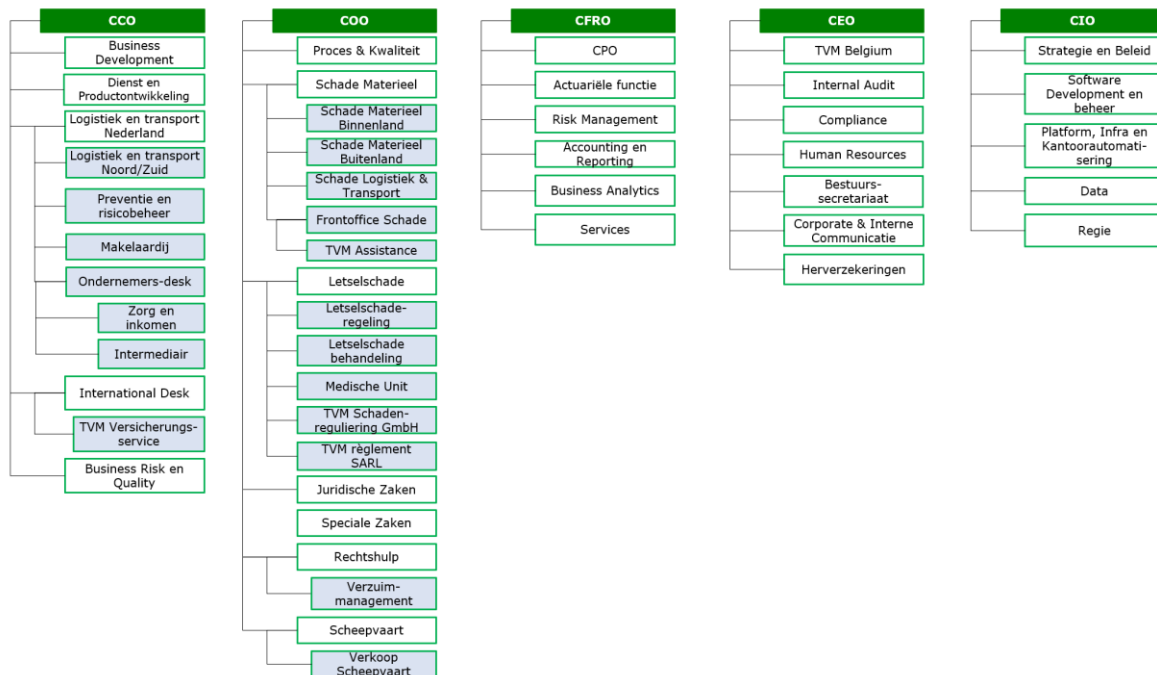 CCO
Business
Development
Dienst en
Productontwikkeling
Logistiek en transport
Nederland
Logistiek en transport
Noord/Zuid
Preventie en
risicobeheer
Makelaardij
Ondernemers-desk
Zorg en
inkomen
Intermediair
International Desk
TVM Versicherungs-
service
Business Risk en
Quality
COO
Proces & Kwaliteit
Schade Materieel
Schade Materieel
Binnenland
Schade Materieel
Buitenland
Schade Logistiek &
Transport
Frontoffice Schade
TVM Assistance
Letselschade
Letselschade-
regeling
Letselschade
behandeling
Medische Unit
TVM Schaden-
reguliering GmbH
TVM règlement
SARL
Juridische Zaken
Speciale Zaken
Rechtshulp
Verzuim-
management
Scheepvaart
Verkoop
Scheepvaart
CFRO
CPO
Actuariële functie
Risk Management
Accounting en
Reporting
Business Analytics
Services
CEO
TVM Belgium
Internal Audit
Compliance
Human Resources
Bestuurs-
secretariaat
Corporate & Interne
Communicatie
Herverzekeringen
CIO
Strategie en Beleid
Software
Development en
beheer
Platform, Infra en
Kantoorautomati-
sering
Data
Regie